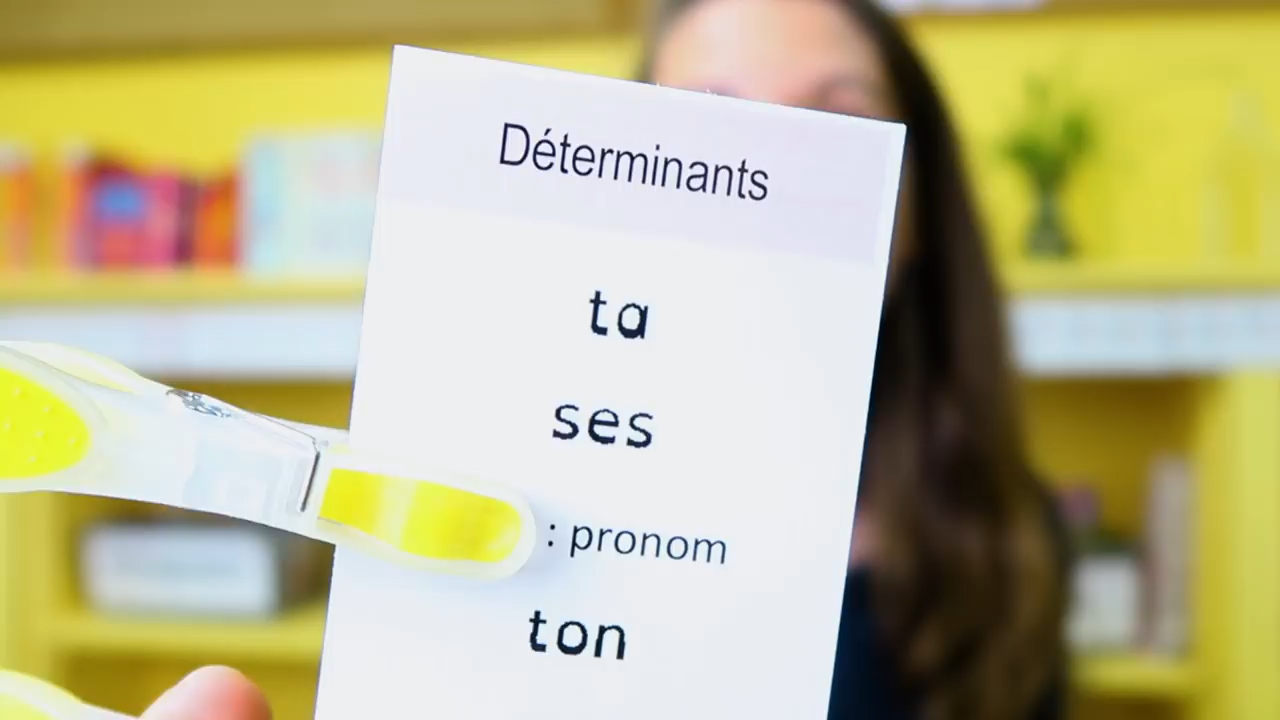 Déterminants
ta
ses
: pronom
ton